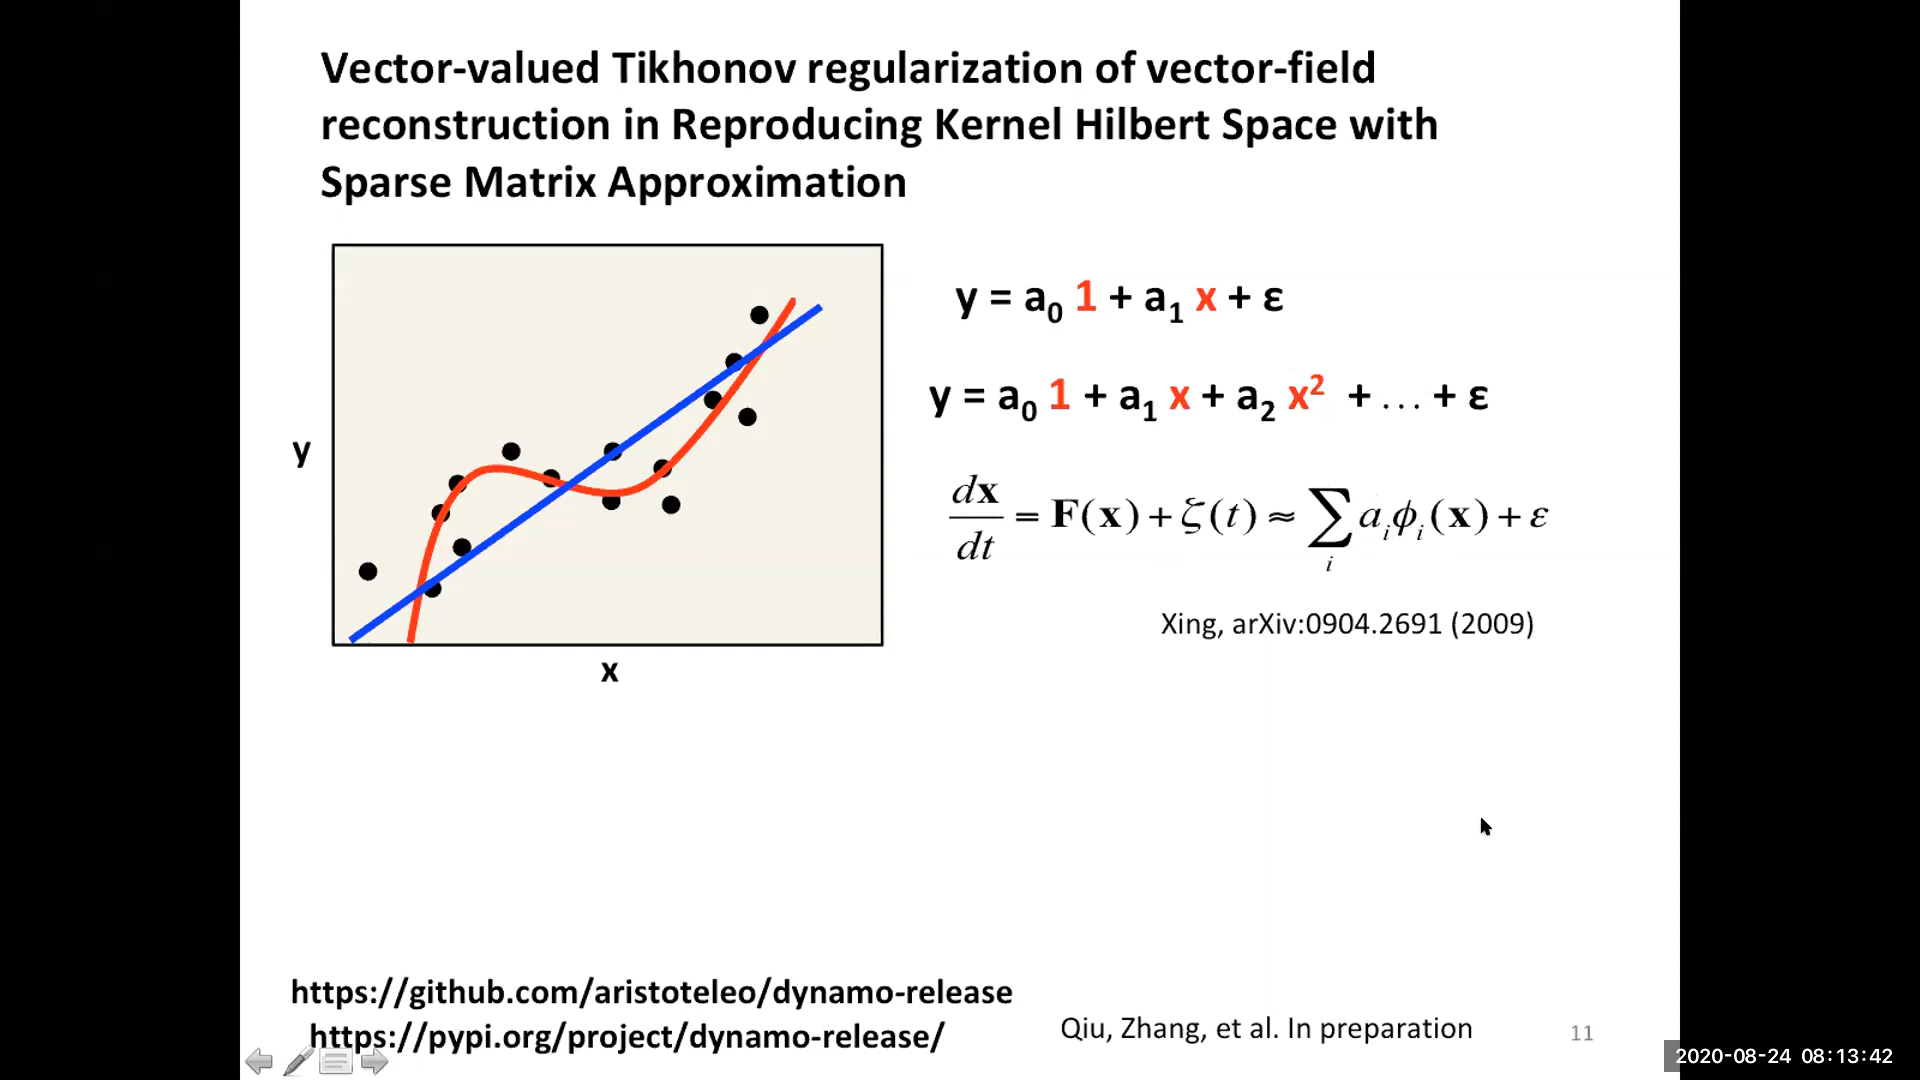 Vector-valued Tikhonov regularization of vector-field
reconstruction in Reproducing Kernel Hilbert Space with
Sparse Matrix Approximation
y
x
y = a₀ 1 + a₁ x + ε
y = a₀ 1 + a₁ x + a₂ x² + ... + ε
dx/dt = F(x) + ζ(t) ≈ ∑ᵢ aᵢϕᵢ(x) + ε
Xing, arXiv:0904.2691 (2009)
https://github.com/aristoteleo/dynamo-release
https://pypi.org/project/dynamo-release/
Qiu, Zhang, et al. In preparation
11
2020-08-24 08:13:42